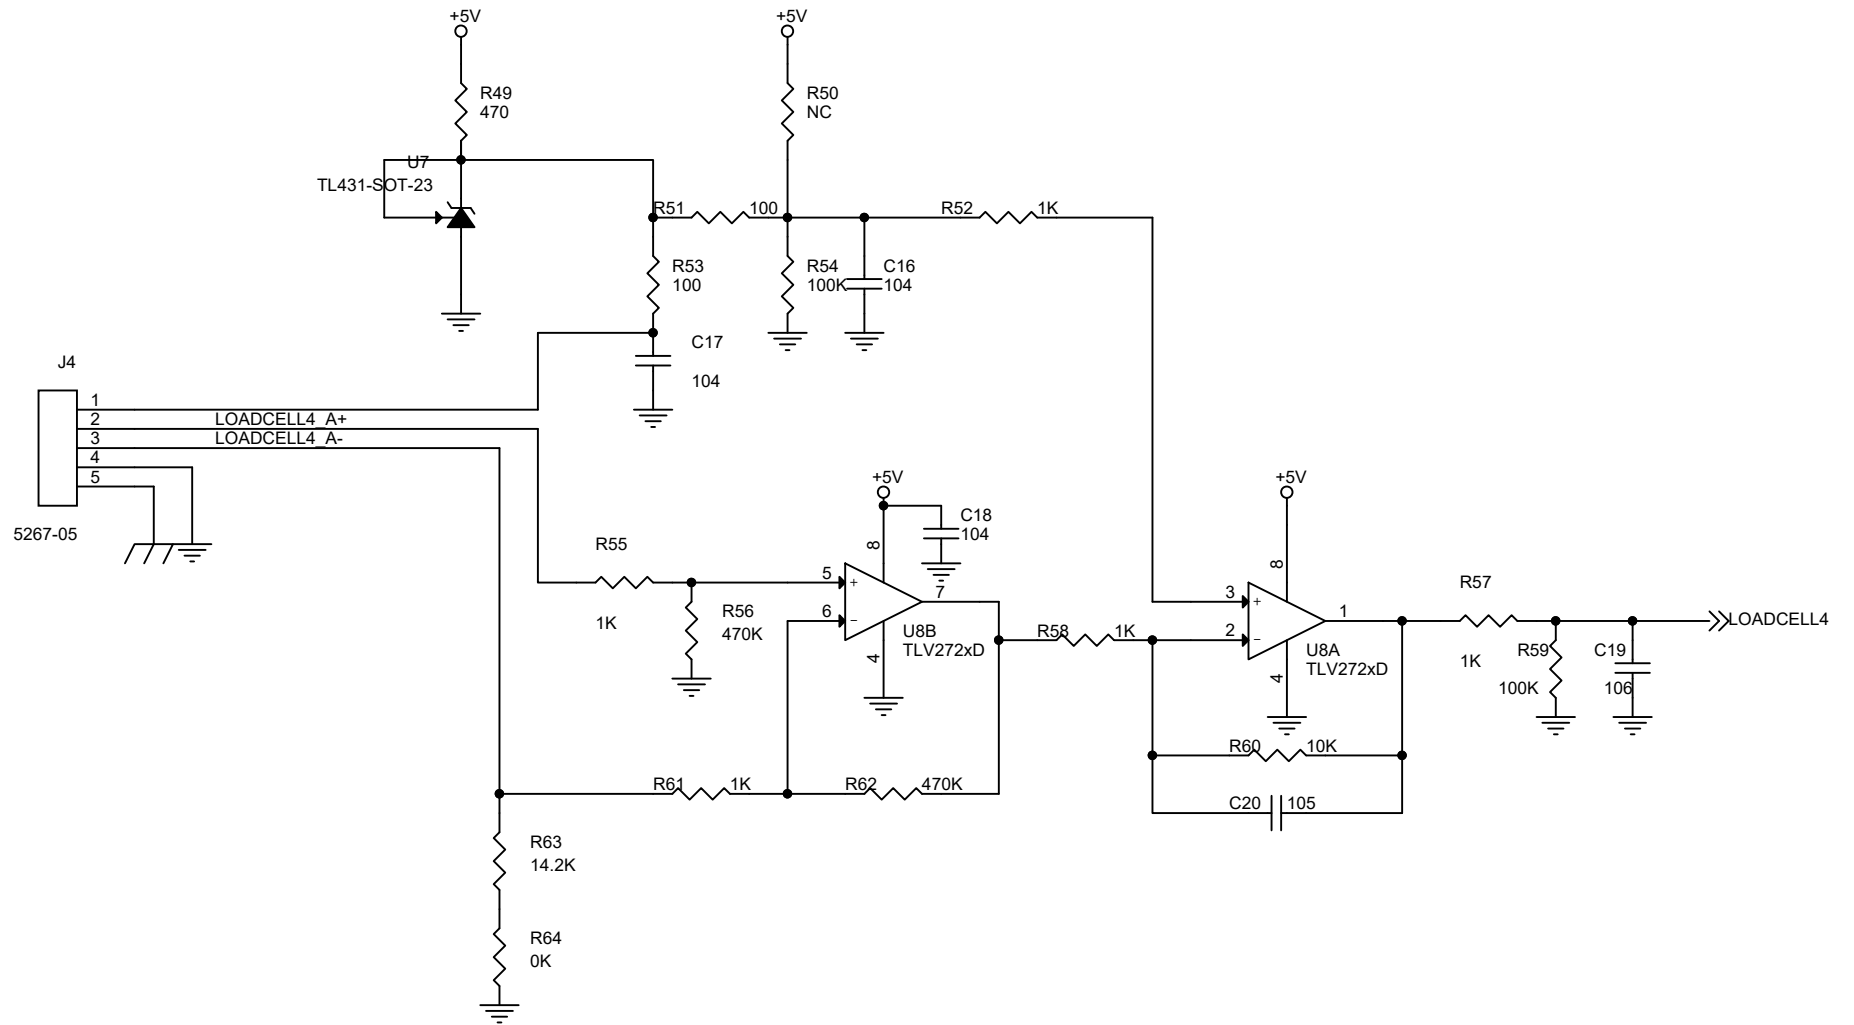 +5V
+5V
R49
470
R50
NC
U7
TL431-SOT-23
R51
100
R52
1K
R53
100
R54
100K
C16
104
C17
104
J4
1
2
3
4
5
LOADCELL4_A+
LOADCELL4_A-
5267-05
+5V
C18
104
8
R55
1K
R56
470K
5
6
+
−
7
4
U8B
TLV272xD
R58
1K
+5V
8
3
2
+
−
1
4
U8A
TLV272xD
R57
1K
R59
100K
C19
106
LOADCELL4
R60
10K
C20
105
R61
1K
R62
470K
R63
14.2K
R64
0K